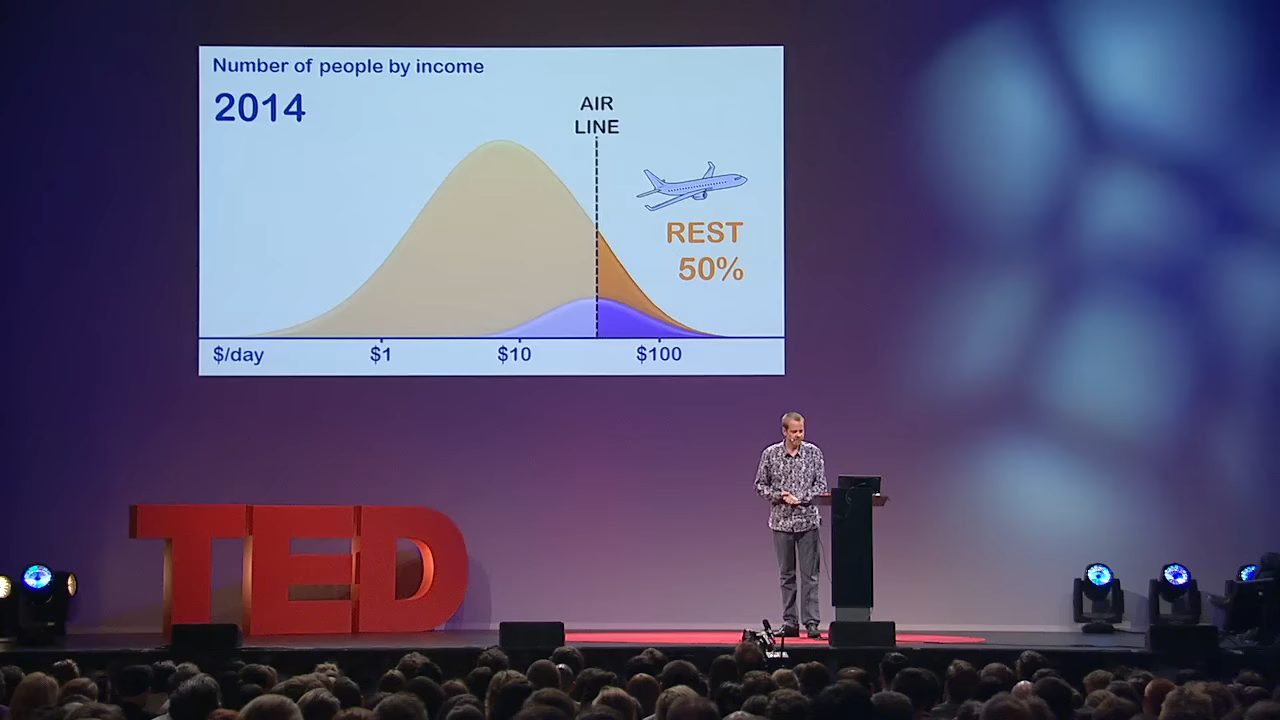 Number of people by income
2014
AIR
LINE
REST
50%
$/day $1 $10 $100
TED